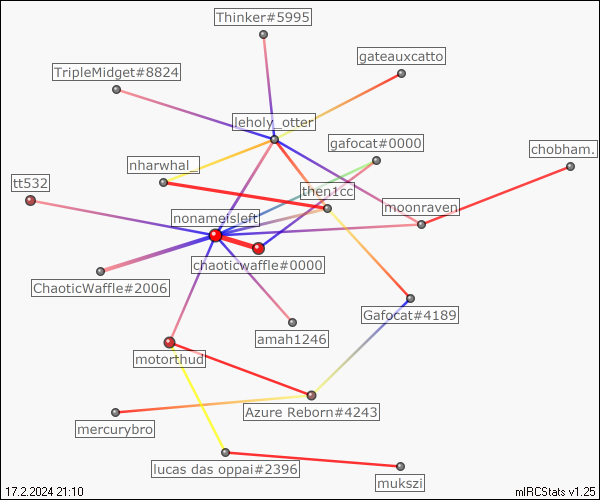 Thinker#5995
gateauxcatto
TripleMidget#8824
leholy_otter
gafocat#0000
chobham.
nharwhal_
tt532
then1cc
moonraven
nonameisleft
chaoticwaffle#0000
ChaoticWaffle#2006
Gafocat#4189
amah1246
motorthud
Azure Reborn#4243
mercurybro
lucas das oppai#2396
mukszi
17.2.2024 21:10
mIRCStats v1.25